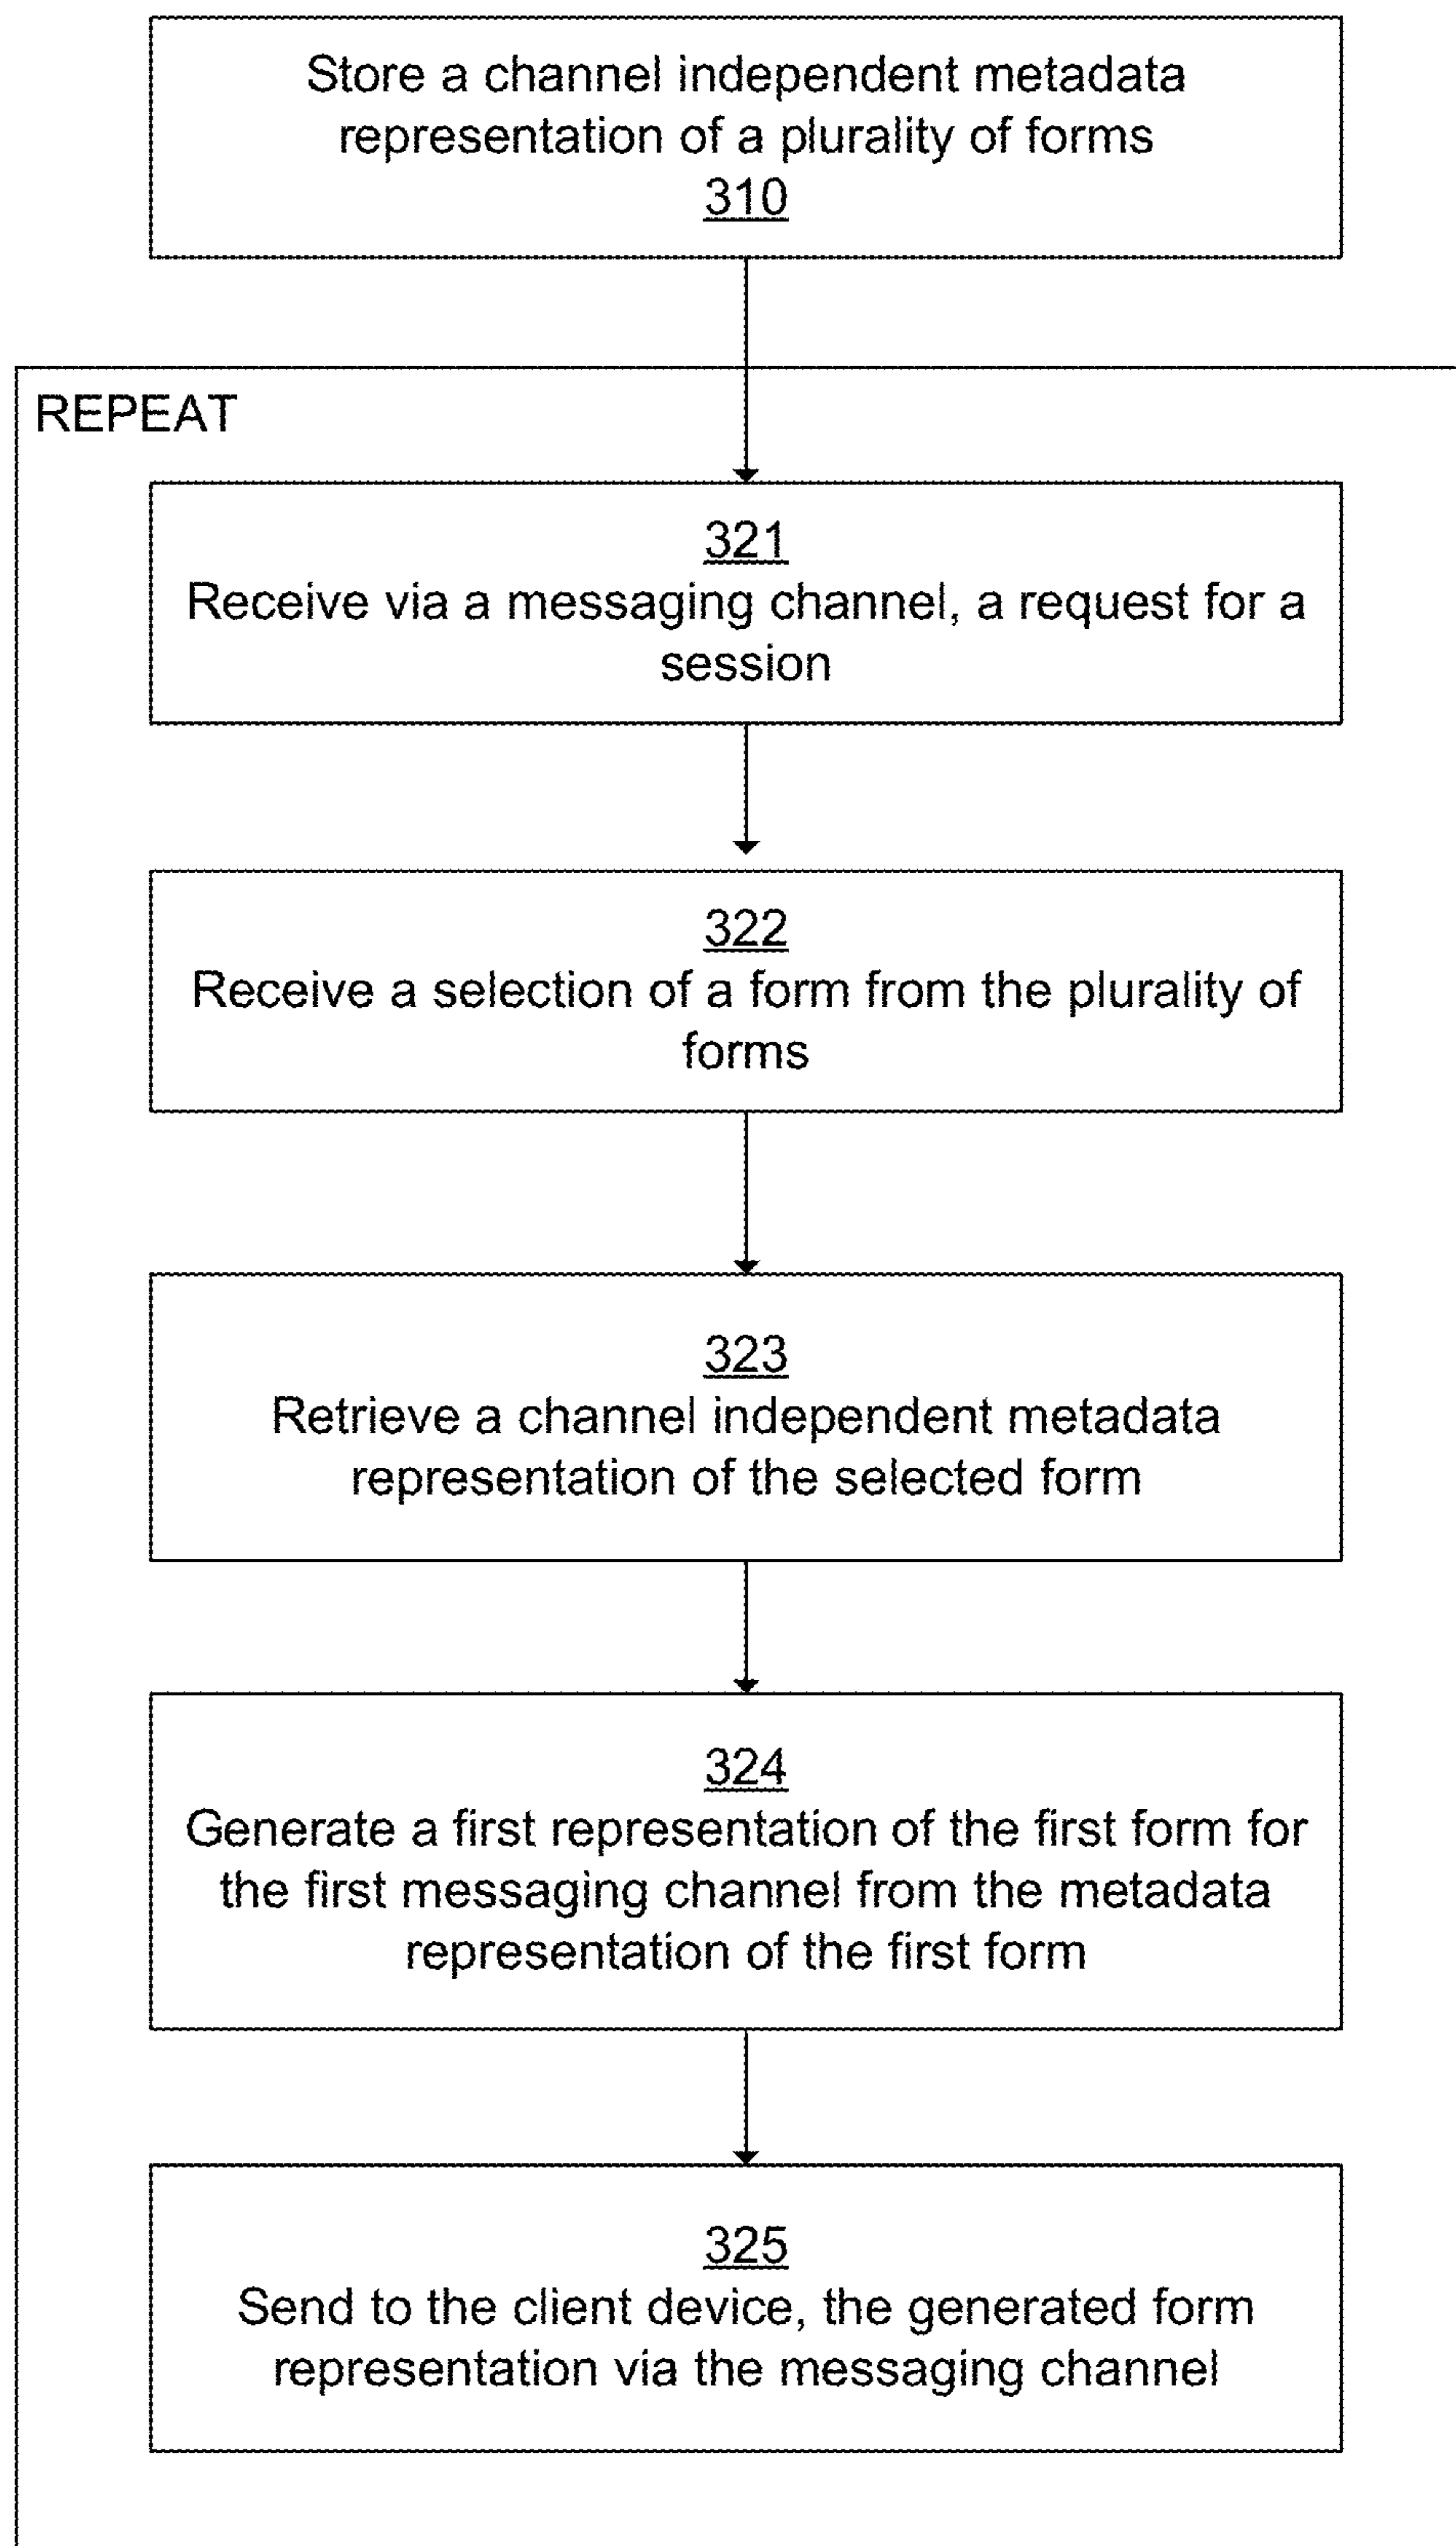 Store a channel independent metadata
representation of a plurality of forms
310
REPEAT
321
Receive via a messaging channel, a request for a
session
322
Receive a selection of a form from the plurality of
forms
323
Retrieve a channel independent metadata
representation of the selected form
324
Generate a first representation of the first form for
the first messaging channel from the metadata
representation of the first form
325
Send to the client device, the generated form
representation via the messaging channel